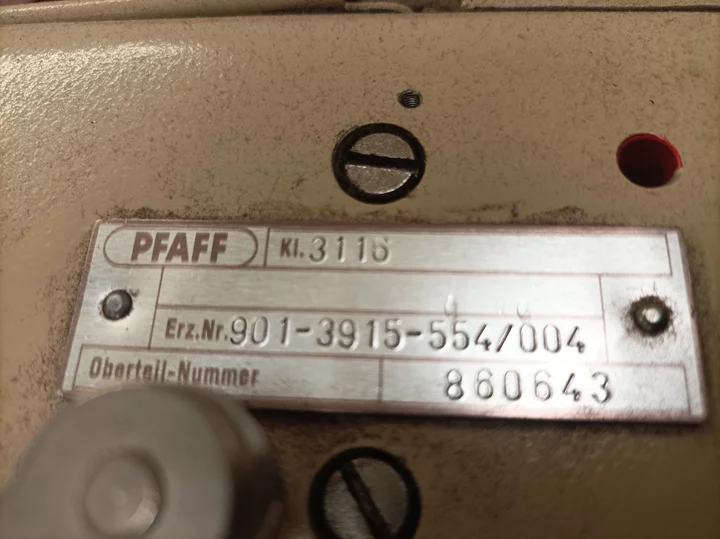 PFAFF Kl. 3116
Erz.Nr. 901-3915-554/004
Oberteil-Nummer 860643